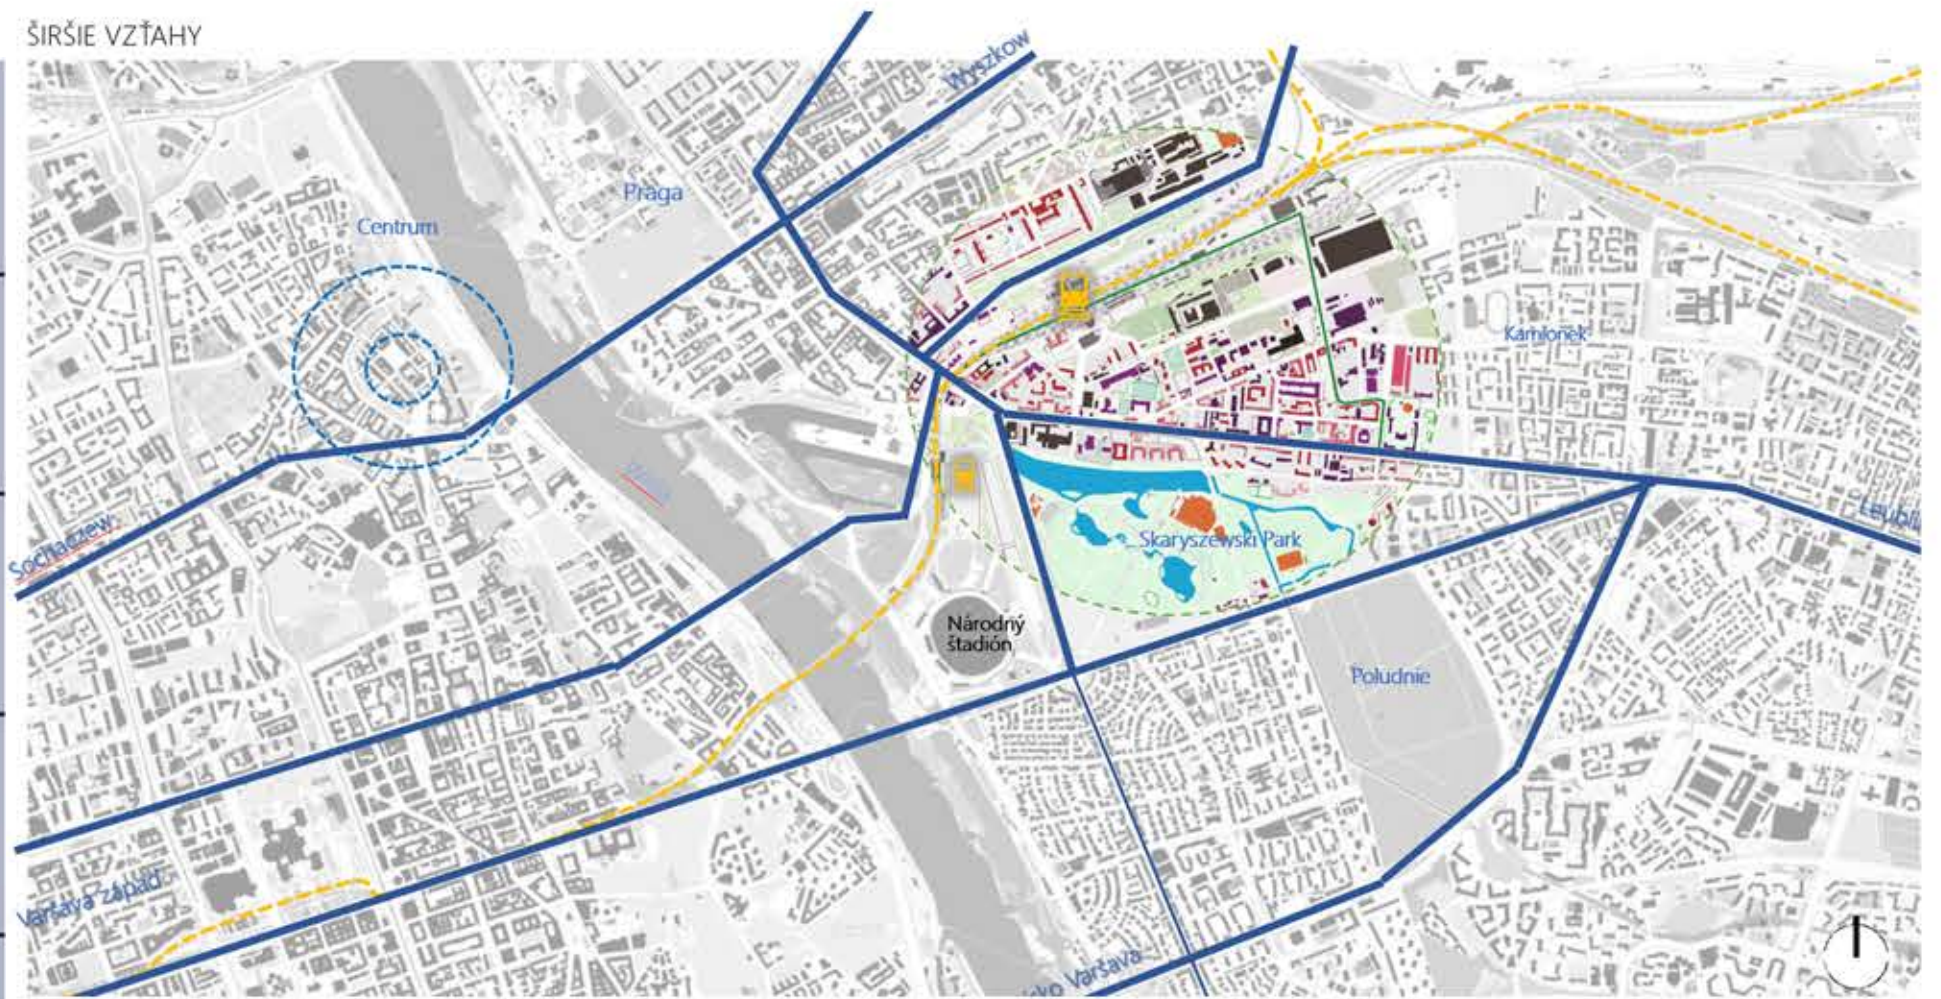 ŠIRŠIE VZŤAHY
Wyszkow
Praga
Centrum
Kamionek
Sochaczew
Skaryszewski Park
Národný
štadión
Poludnie
Varšava západ
Varšava